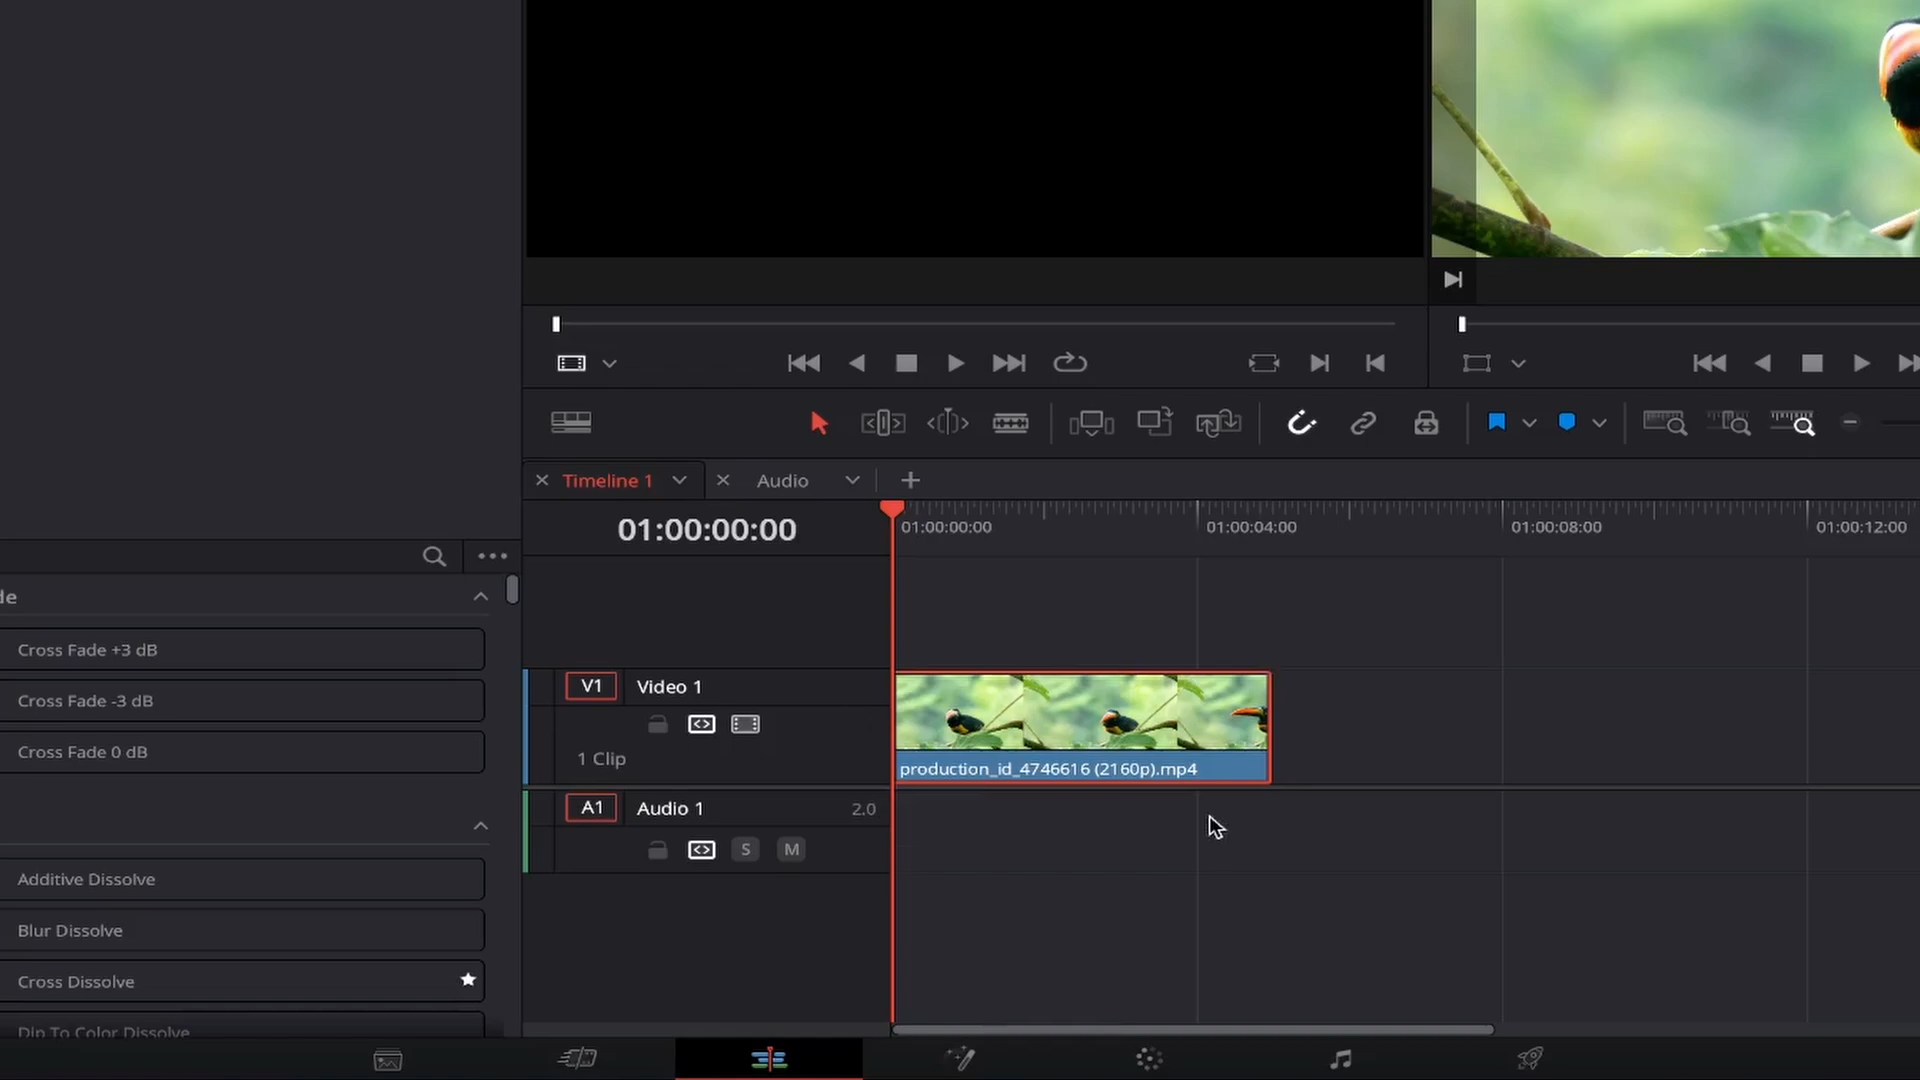 Timeline 1
Audio
01:00:00:00
01:00:00:00
01:00:04:00
01:00:08:00
01:00:12:00
de
Cross Fade +3 dB
Cross Fade -3 dB
Cross Fade 0 dB
V1
Video 1
1 Clip
production_id_4746616 (2160p).mp4
A1
Audio 1
2.0
S
M
Additive Dissolve
Blur Dissolve
Cross Dissolve
Dip To Color Dissolve